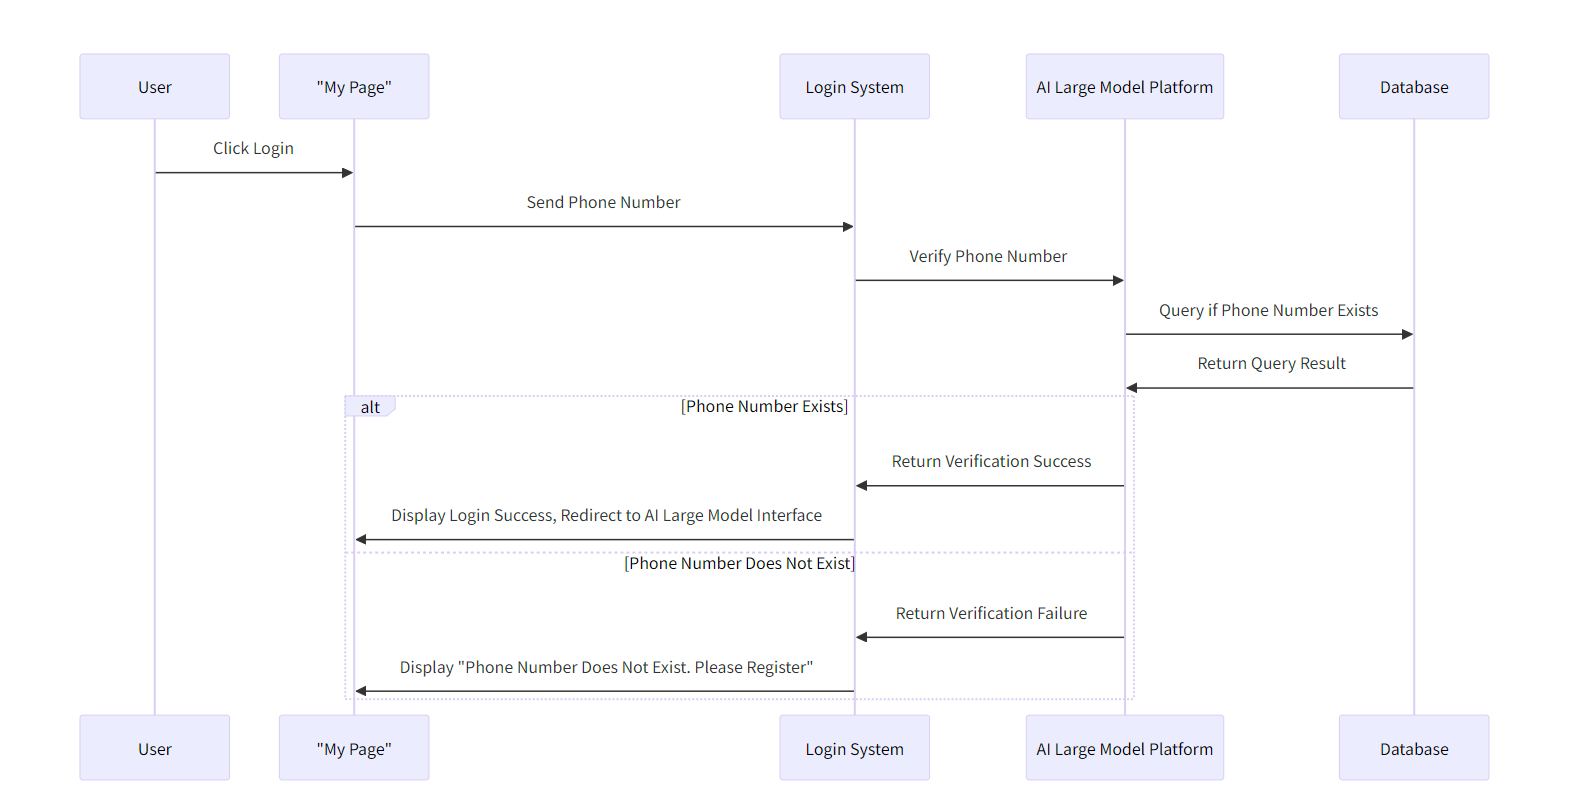 User
"My Page"
Login System
AI Large Model Platform
Database
Click Login
Send Phone Number
Verify Phone Number
Query if Phone Number Exists
Return Query Result
alt
[Phone Number Exists]
Return Verification Success
Display Login Success, Redirect to AI Large Model Interface
[Phone Number Does Not Exist]
Return Verification Failure
Display "Phone Number Does Not Exist. Please Register"
User
"My Page"
Login System
AI Large Model Platform
Database